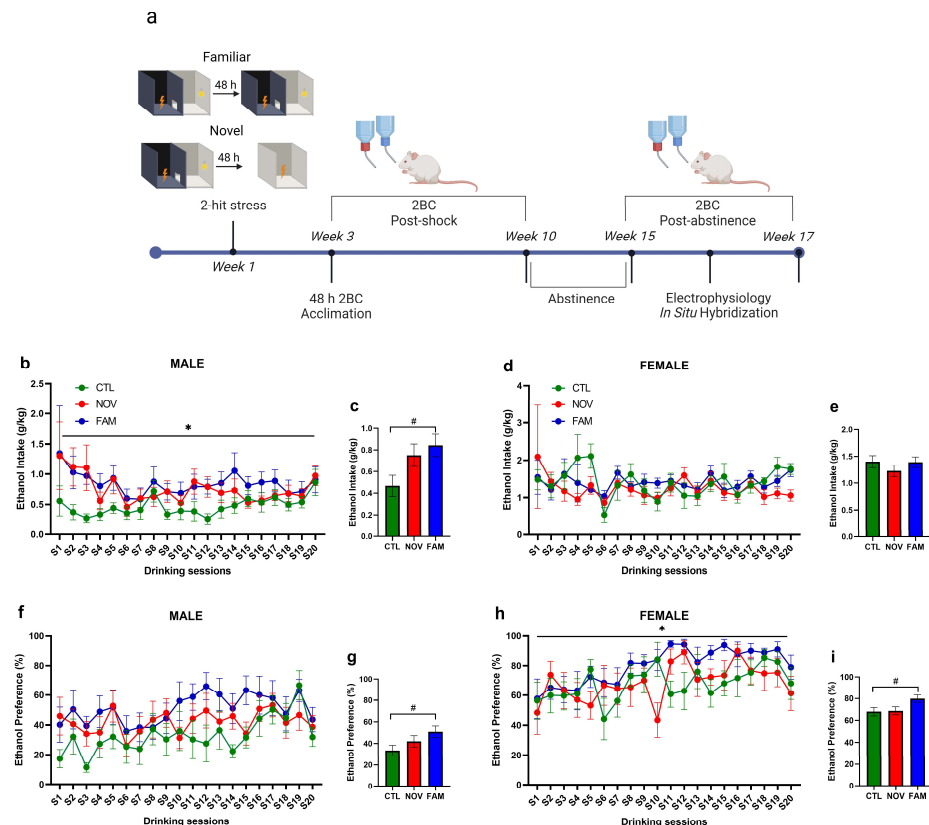 a
Familiar
48 h
Novel
48 h
2-hit stress
2BC
Post-shock
2BC
Post-abstinence
Week 1
Week 3
Week 10
Week 15
Week 17
48 h 2BC
Acclimation
Abstinence
Electrophysiology
In Situ Hybridization
b
MALE
Ethanol Intake (g/kg)
2.5
2.0
1.5
1.0
0.5
0.0
CTL
NOV
FAM
*
S1 S2 S3 S4 S5 S6 S7 S8 S9 S10 S11 S12 S13 S14 S15 S16 S17 S18 S19 S20
Drinking sessions
c
Ethanol Intake (g/kg)
1.0
0.8
0.6
0.4
0.2
0.0
#
CTL NOV FAM
d
FEMALE
Ethanol Intake (g/kg)
4
3
2
1
0
CTL
NOV
FAM
S1 S2 S3 S4 S5 S6 S7 S8 S9 S10 S11 S12 S13 S14 S15 S16 S17 S18 S19 S20
Drinking sessions
e
Ethanol Intake (g/kg)
2.0
1.5
1.0
0.5
0.0
CTL NOV FAM
f
MALE
Ethanol Preference (%)
100
80
60
40
20
0
S1 S2 S3 S4 S5 S6 S7 S8 S9 S10 S11 S12 S13 S14 S15 S16 S17 S18 S19 S20
Drinking sessions
g
Ethanol Preference (%)
100
80
60
40
20
0
#
CTL NOV FAM
h
FEMALE
Ethanol Preference (%)
100
80
60
40
20
0
*
S1 S2 S3 S4 S5 S6 S7 S8 S9 S10 S11 S12 S13 S14 S15 S16 S17 S18 S19 S20
Drinking sessions
i
Ethanol Preference (%)
100
80
60
40
20
0
#
CTL NOV FAM